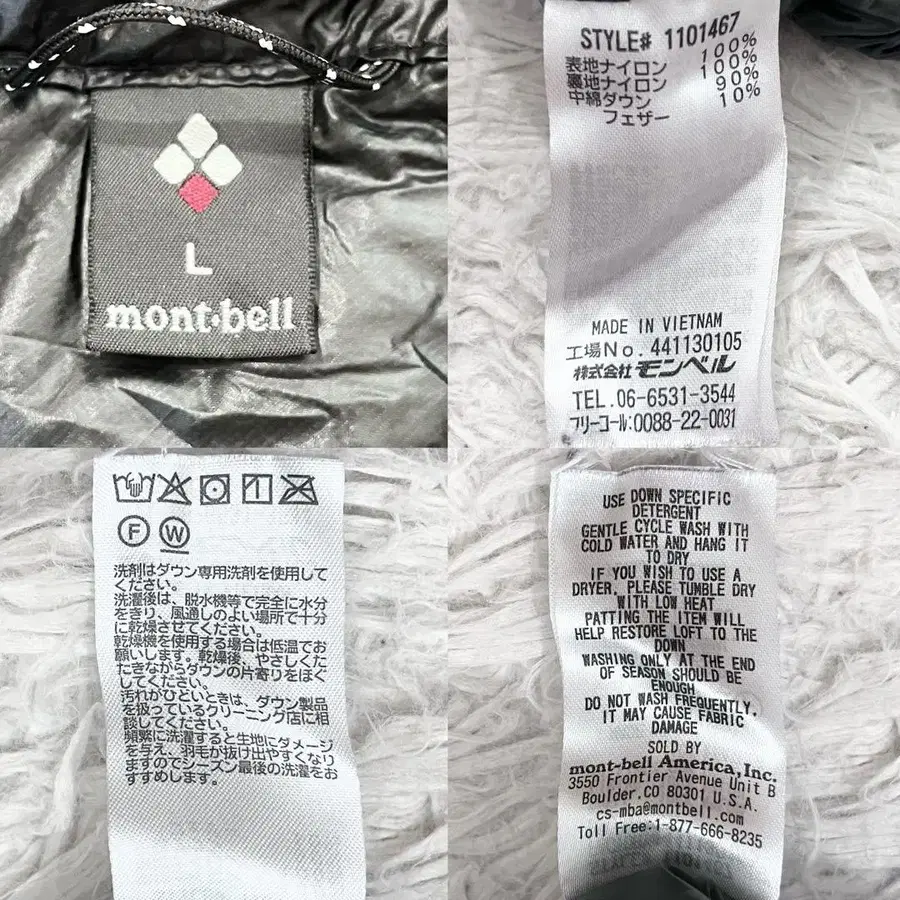 L
mont-bell
STYLE# 1101467
表地ナイロン 100%
裏地ナイロン 100%
中綿ダウン 90%
フェザー 10%
MADE IN VIETNAM
工場No. 441130105
株式会社モンベル
TEL.06-6531-3544
フリーコール:0088-22-0031
F W
洗剤はダウン専用洗剤を使用して
ください。
洗濯後は、脱水機等で完全に水分
をきり、風通しのよい場所で十分
に乾燥させてください。
乾燥機を使用する場合は低温でお
願いします。乾燥後、やさしくた
たきながらダウンの片寄りをほぐ
してください。
汚れがひどいときは、ダウン製品
を扱っているクリーニング店に相
談してください。
頻繁に洗濯すると生地にダメージ
を与え、羽毛が抜け出やすくなり
ますのでシーズン最後の洗濯をお
すすめします。
USE DOWN SPECIFIC
DETERGENT
GENTLE CYCLE WASH WITH
COLD WATER AND HANG IT
TO DRY
IF YOU WISH TO USE A
DRYER, PLEASE TUMBLE DRY
WITH LOW HEAT
PATTING THE ITEM WILL
HELP RESTORE LOFT TO THE
DOWN
WASHING ONLY AT THE END
OF SEASON SHOULD BE
ENOUGH
DO NOT WASH FREQUENTLY,
IT MAY CAUSE FABRIC
DAMAGE
SOLD BY
mont-bell America, Inc.
3550 Frontier Avenue Unit B
Boulder, CO 80301 U.S.A.
cs-mba@montbell.com
Toll Free:1-877-666-8235